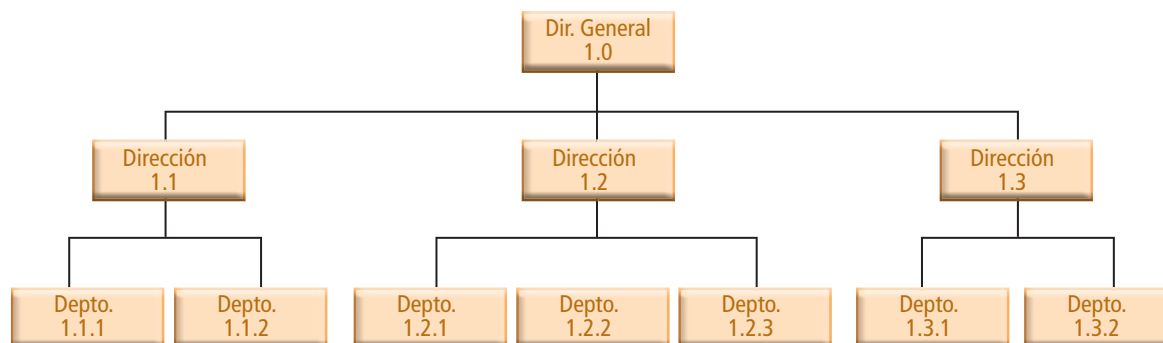 Dir. General
1.0
Dirección
1.1
Dirección
1.2
Dirección
1.3
Depto.
1.1.1
Depto.
1.1.2
Depto.
1.2.1
Depto.
1.2.2
Depto.
1.2.3
Depto.
1.3.1
Depto.
1.3.2